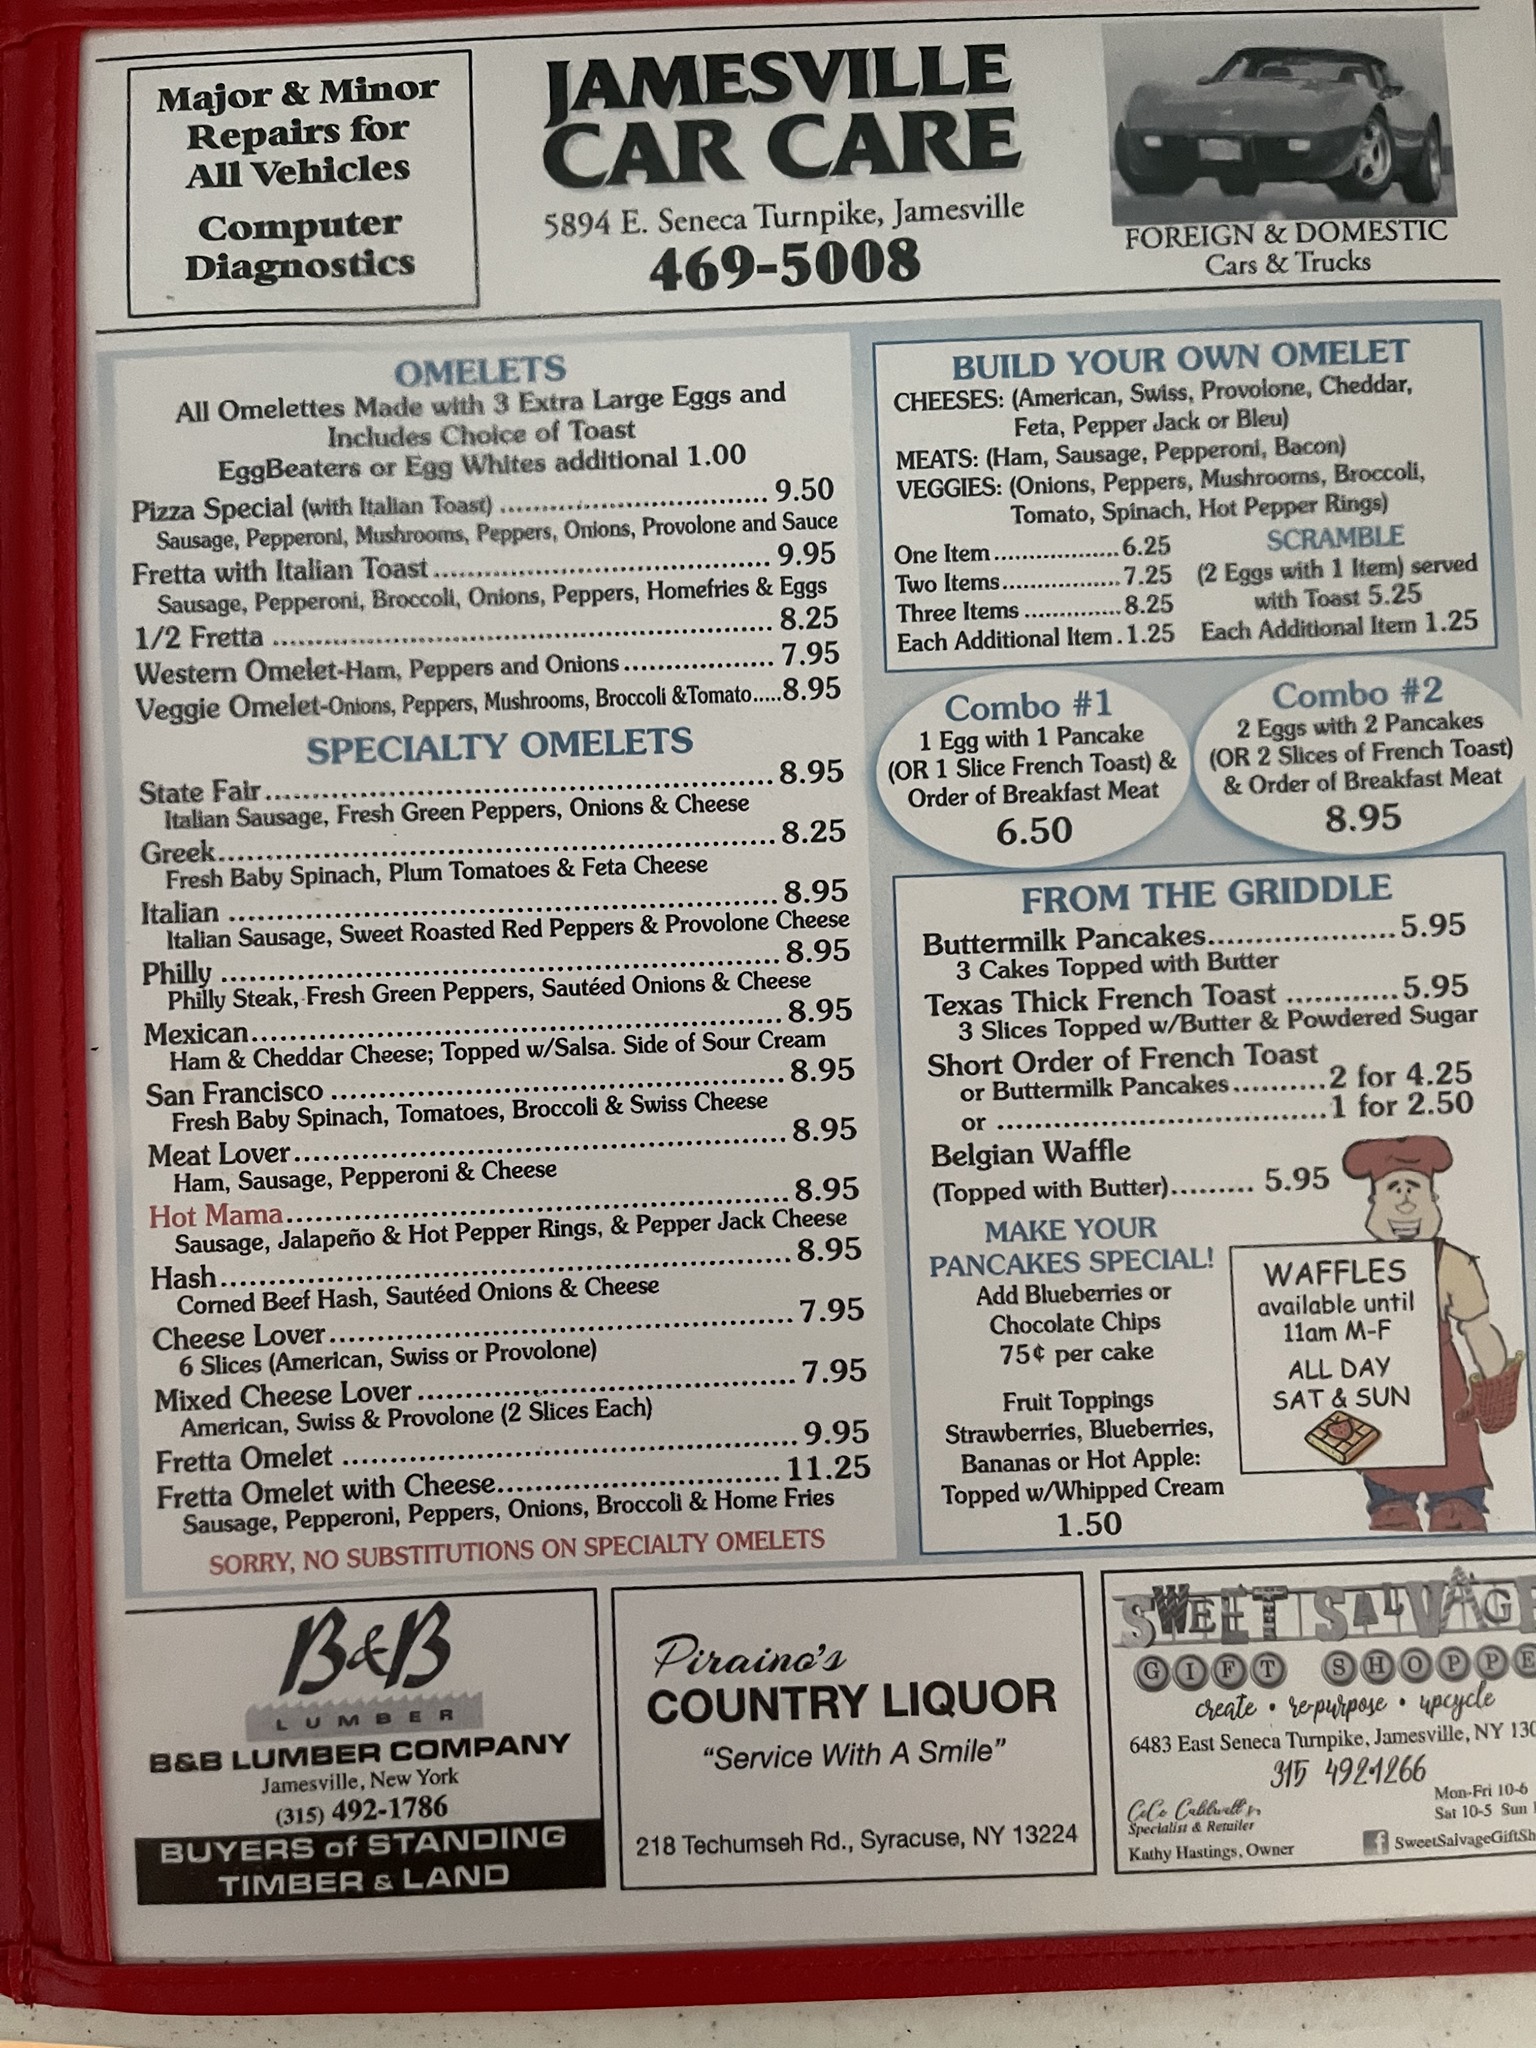 Major & Minor
Repairs for
All Vehicles
Computer
Diagnostics
JAMESVILLE
CAR CARE
5894 E. Seneca Turnpike, Jamesville
469-5008
FOREIGN & DOMESTIC
Cars & Trucks
OMELETS
All Omelettes Made with 3 Extra Large Eggs and
Includes Choice of Toast
EggBeaters or Egg Whites additional 1.00
Pizza Special (with Italian Toast) .................................... 9.50
Sausage, Pepperoni, Mushrooms, Peppers, Onions, Provolone and Sauce
Fretta with Italian Toast............................................. 9.95
Sausage, Pepperoni, Broccoli, Onions, Peppers, Homefries & Eggs
1/2 Fretta ................................................................... 8.25
Western Omelet-Ham, Peppers and Onions.................... 7.95
Veggie Omelet-Onions, Peppers, Mushrooms, Broccoli &Tomato.....8.95
SPECIALTY OMELETS
State Fair.................................................................... 8.95
Italian Sausage, Fresh Green Peppers, Onions & Cheese
Greek........................................................................... 8.25
Fresh Baby Spinach, Plum Tomatoes & Feta Cheese
Italian ......................................................................... 8.95
Italian Sausage, Sweet Roasted Red Peppers & Provolone Cheese
Philly .......................................................................... 8.95
Philly Steak, Fresh Green Peppers, Sautéed Onions & Cheese
Mexican...................................................................... 8.95
Ham & Cheddar Cheese; Topped w/Salsa. Side of Sour Cream
San Francisco ............................................................ 8.95
Fresh Baby Spinach, Tomatoes, Broccoli & Swiss Cheese
Meat Lover................................................................. 8.95
Ham, Sausage, Pepperoni & Cheese
Hot Mama.................................................................. 8.95
Sausage, Jalapeño & Hot Pepper Rings, & Pepper Jack Cheese
Hash........................................................................... 8.95
Corned Beef Hash, Sautéed Onions & Cheese
Cheese Lover............................................................. 7.95
6 Slices (American, Swiss or Provolone)
Mixed Cheese Lover ................................................. 7.95
American, Swiss & Provolone (2 Slices Each)
Fretta Omelet ........................................................... 9.95
Fretta Omelet with Cheese..................................... 11.25
Sausage, Pepperoni, Peppers, Onions, Broccoli & Home Fries
SORRY, NO SUBSTITUTIONS ON SPECIALTY OMELETS
BUILD YOUR OWN OMELET
CHEESES: (American, Swiss, Provolone, Cheddar,
Feta, Pepper Jack or Bleu)
MEATS: (Ham, Sausage, Pepperoni, Bacon)
VEGGIES: (Onions, Peppers, Mushrooms, Broccoli,
Tomato, Spinach, Hot Pepper Rings)
One Item..................6.25
Two Items.................7.25
Three Items ..............8.25
Each Additional Item.1.25
SCRAMBLE
(2 Eggs with 1 Item) served
with Toast 5.25
Each Additional Item 1.25
Combo #1
1 Egg with 1 Pancake
(OR 1 Slice French Toast) &
Order of Breakfast Meat
6.50
Combo #2
2 Eggs with 2 Pancakes
(OR 2 Slices of French Toast)
& Order of Breakfast Meat
8.95
FROM THE GRIDDLE
Buttermilk Pancakes.....................5.95
3 Cakes Topped with Butter
Texas Thick French Toast ............5.95
3 Slices Topped w/Butter & Powdered Sugar
Short Order of French Toast
or Buttermilk Pancakes..........2 for 4.25
or ....................................1 for 2.50
Belgian Waffle
(Topped with Butter)......... 5.95
MAKE YOUR
PANCAKES SPECIAL!
Add Blueberries or
Chocolate Chips
75¢ per cake
Fruit Toppings
Strawberries, Blueberries,
Bananas or Hot Apple:
Topped w/Whipped Cream
1.50
WAFFLES
available until
11am M-F
ALL DAY
SAT & SUN
B&B
LUMBER
B&B LUMBER COMPANY
Jamesville, New York
(315) 492-1786
BUYERS of STANDING
TIMBER & LAND
Piraino's
COUNTRY LIQUOR
"Service With A Smile"
218 Techumseh Rd., Syracuse, NY 13224
SWEET SALVAGE
GIFT SHOPPE
create • re-purpose • upcycle
6483 East Seneca Turnpike, Jamesville, NY 130
315 492-1266
Mon-Fri 10-6
Sat 10-5 Sun
CeCe Caldwell's
Specialist & Retailer
Kathy Hastings, Owner
SweetSalvageGiftSh